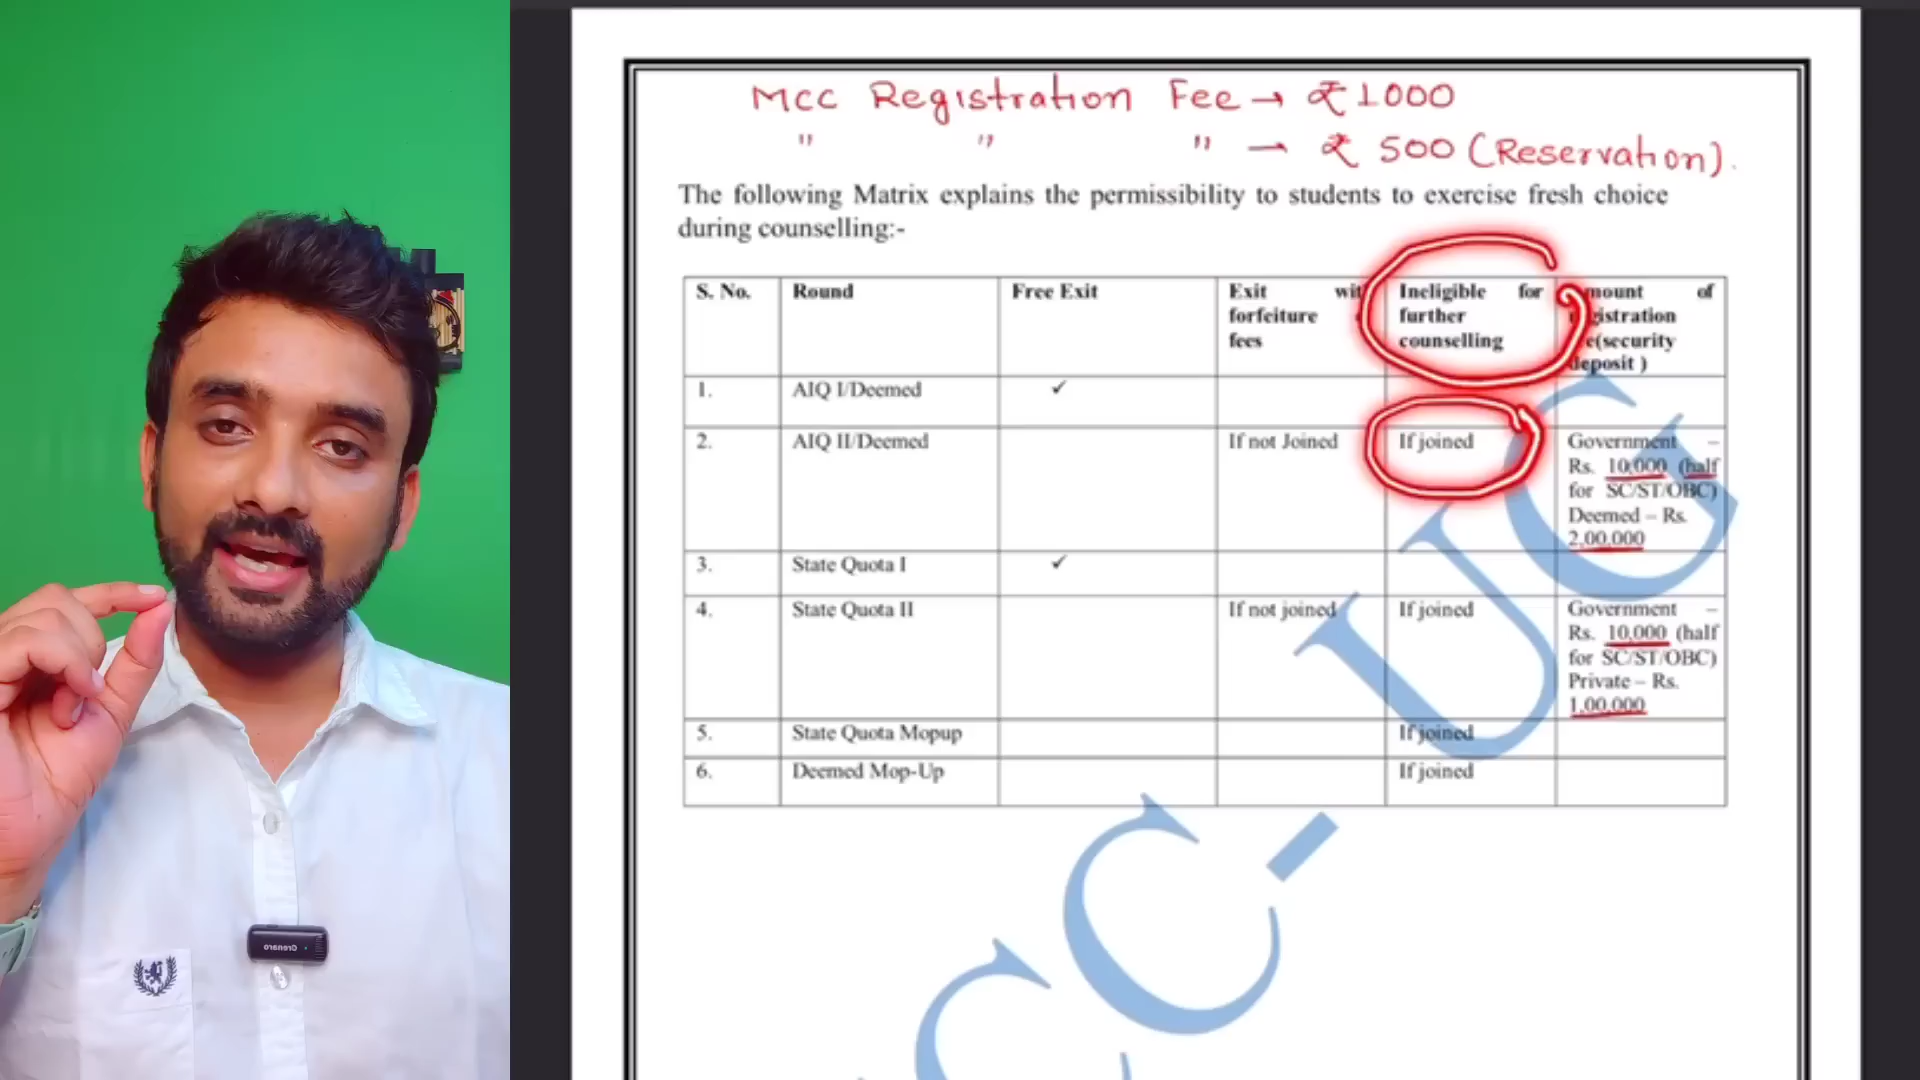 MCC Registration Fee → ₹1000
" " " → ₹ 500 (Reservation).
The following Matrix explains the permissibility to students to exercise fresh choice
during counselling:-
S. No. Round Free Exit Exit forfeiture fees Ineligible for further counselling of deposit )
1. AIQ I/Deemed ✓
2. AIQ II/Deemed If not Joined If joined Government – Rs. 10,000 (half for SC/ST/OBC) Deemed – Rs. 2,00,000
3. State Quota I ✓
4. State Quota II If not joined If joined Government – Rs. 10,000 (half for SC/ST/OBC) Private – Rs. 1,00,000
5. State Quota Mopup If joined
6. Deemed Mop-Up If joined
CC-UG
Grenaro